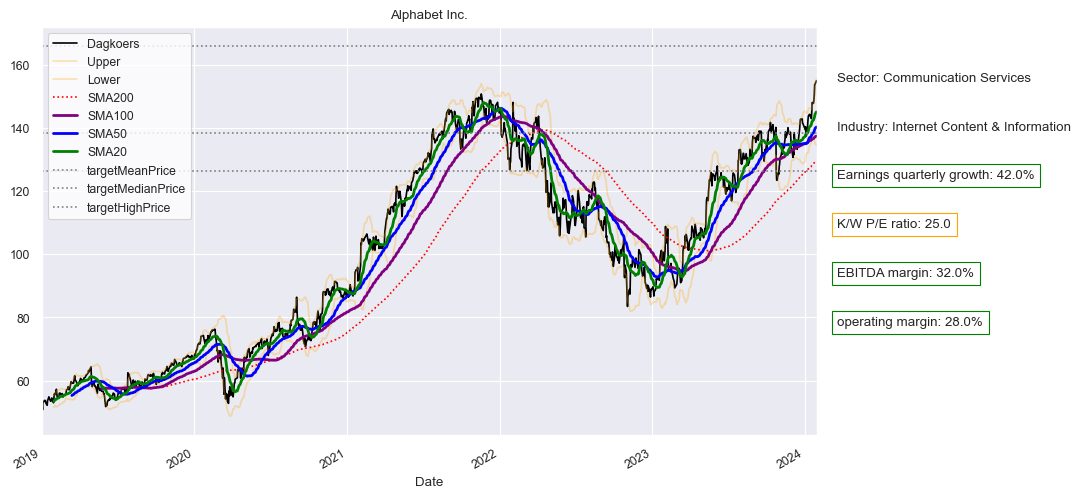 Alphabet Inc.
Dagkoers
Upper
Lower
SMA200
SMA100
SMA50
SMA20
targetMeanPrice
targetMedianPrice
targetHighPrice
160
140
120
100
80
60
2019
2020
2021
2022
2023
2024
Date
Sector: Communication Services
Industry: Internet Content & Information
Earnings quarterly growth: 42.0%
K/W P/E ratio: 25.0
EBITDA margin: 32.0%
operating margin: 28.0%